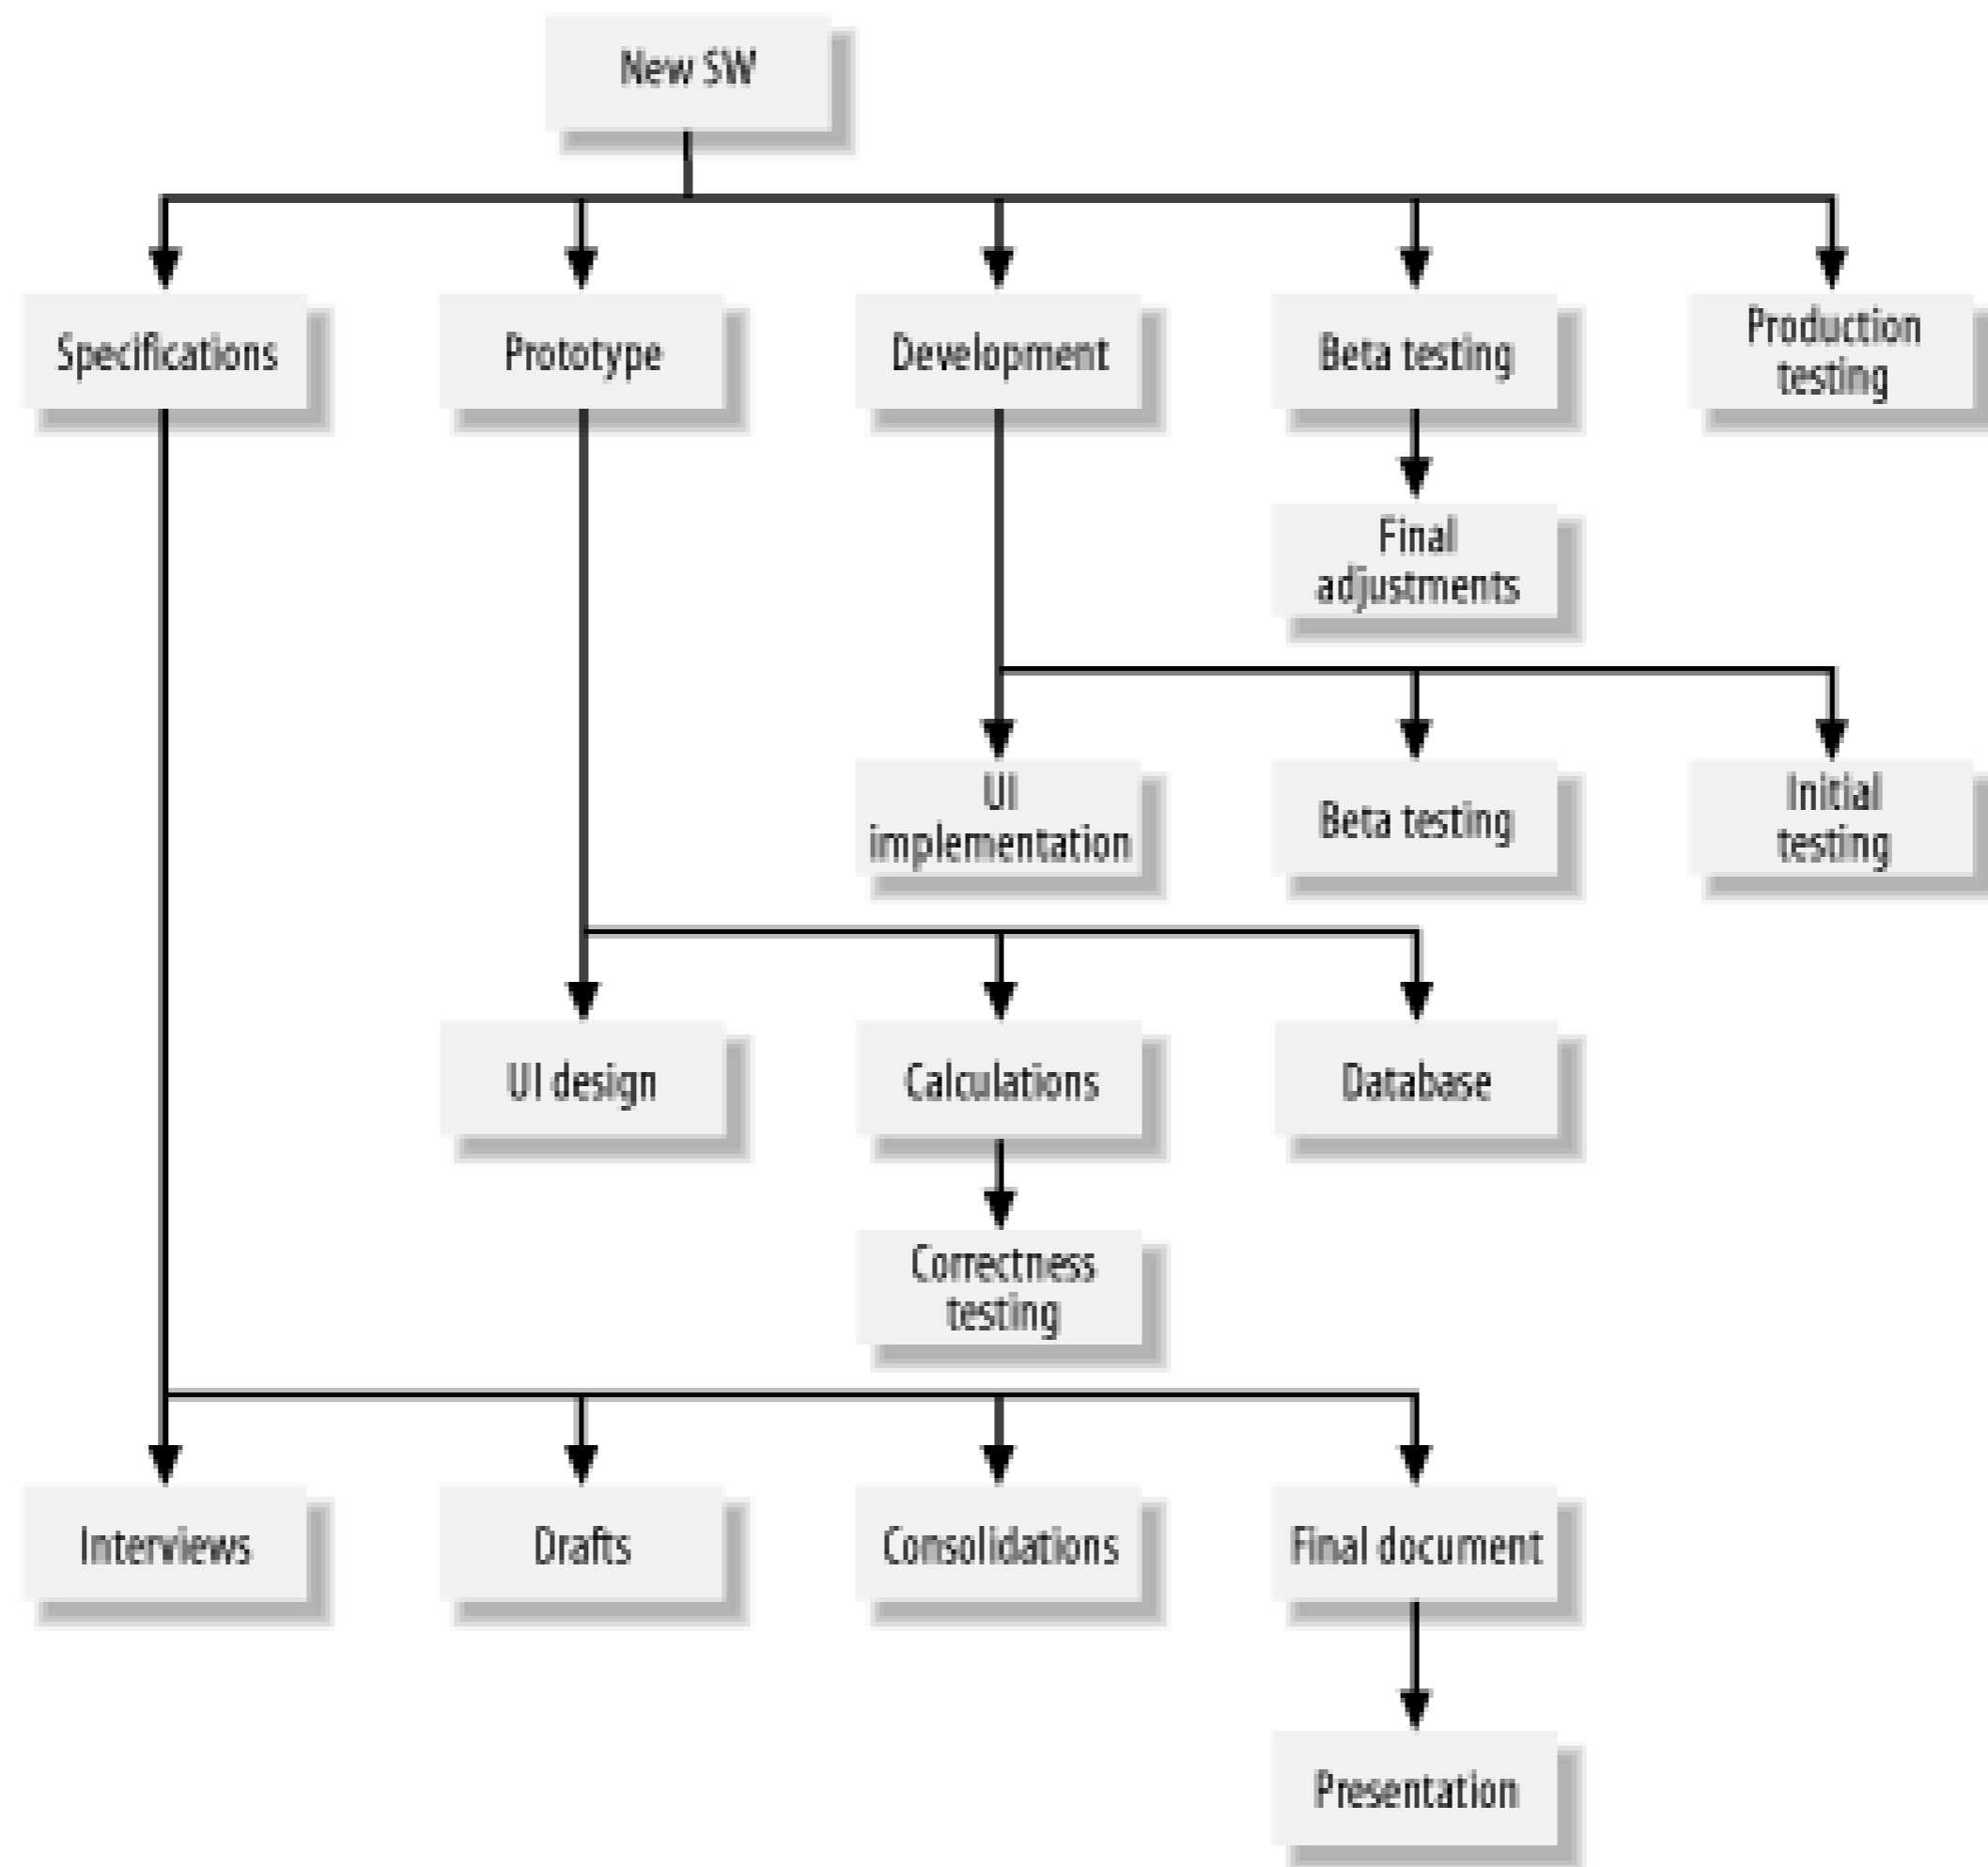 New SW
Specifications
Prototype
Development
Beta testing
Production
testing
Final
adjustments
UI
implementation
Beta testing
Initial
testing
UI design
Calculations
Database
Correctness
testing
Interviews
Drafts
Consolidations
Final document
Presentation